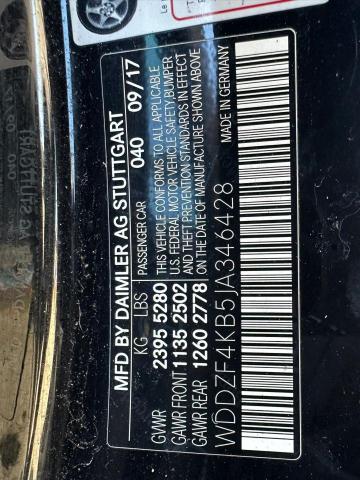 MFD BY DAIMLER AG STUTTGART
KG LBS PASSENGER CAR 040 09/17
GVWR 2395 5280 THIS VEHICLE CONFORMS TO ALL APPLICABLE
GAWR FRONT 1135 2502 U.S. FEDERAL MOTOR VEHICLE SAFETY, BUMPER
AND THEFT PREVENTION STANDARDS IN EFFECT
GAWR REAR 1260 2778 ON THE DATE OF MANUFACTURE SHOWN ABOVE
WDDZF4KB5JA346428 MADE IN GERMANY
Le